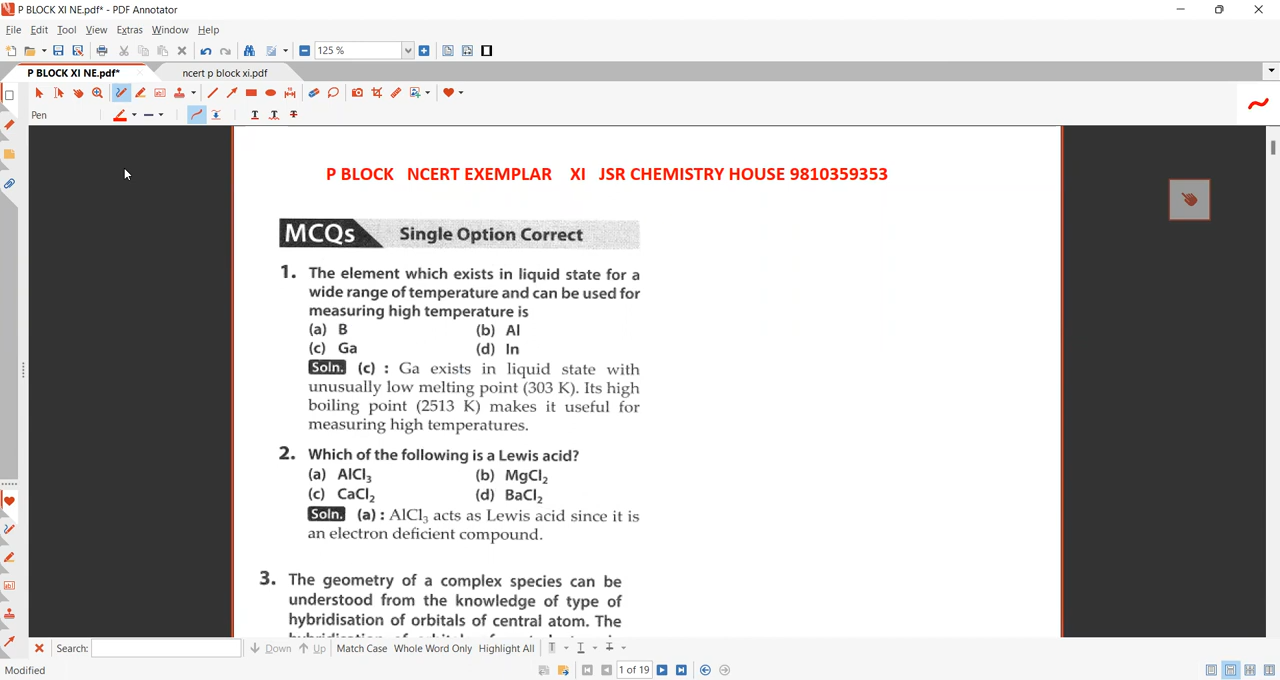 P BLOCK XI NE.pdf* - PDF Annotator
File Edit Tool View Extras Window Help
125 %
P BLOCK XI NE.pdf* ncert p block xi.pdf
Pen
P BLOCK NCERT EXEMPLAR XI JSR CHEMISTRY HOUSE 9810359353
MCQs Single Option Correct
1. The element which exists in liquid state for a
wide range of temperature and can be used for
measuring high temperature is
(a) B (b) Al
(c) Ga (d) In
Soln. (c) : Ga exists in liquid state with
unusually low melting point (303 K). Its high
boiling point (2513 K) makes it useful for
measuring high temperatures.
2. Which of the following is a Lewis acid?
(a) AlCl₃ (b) MgCl₂
(c) CaCl₂ (d) BaCl₂
Soln. (a) : AlCl₃ acts as Lewis acid since it is
an electron deficient compound.
3. The geometry of a complex species can be
understood from the knowledge of type of
hybridisation of orbitals of central atom. The
Search: Down Up Match Case Whole Word Only Highlight All
1 of 19
Modified